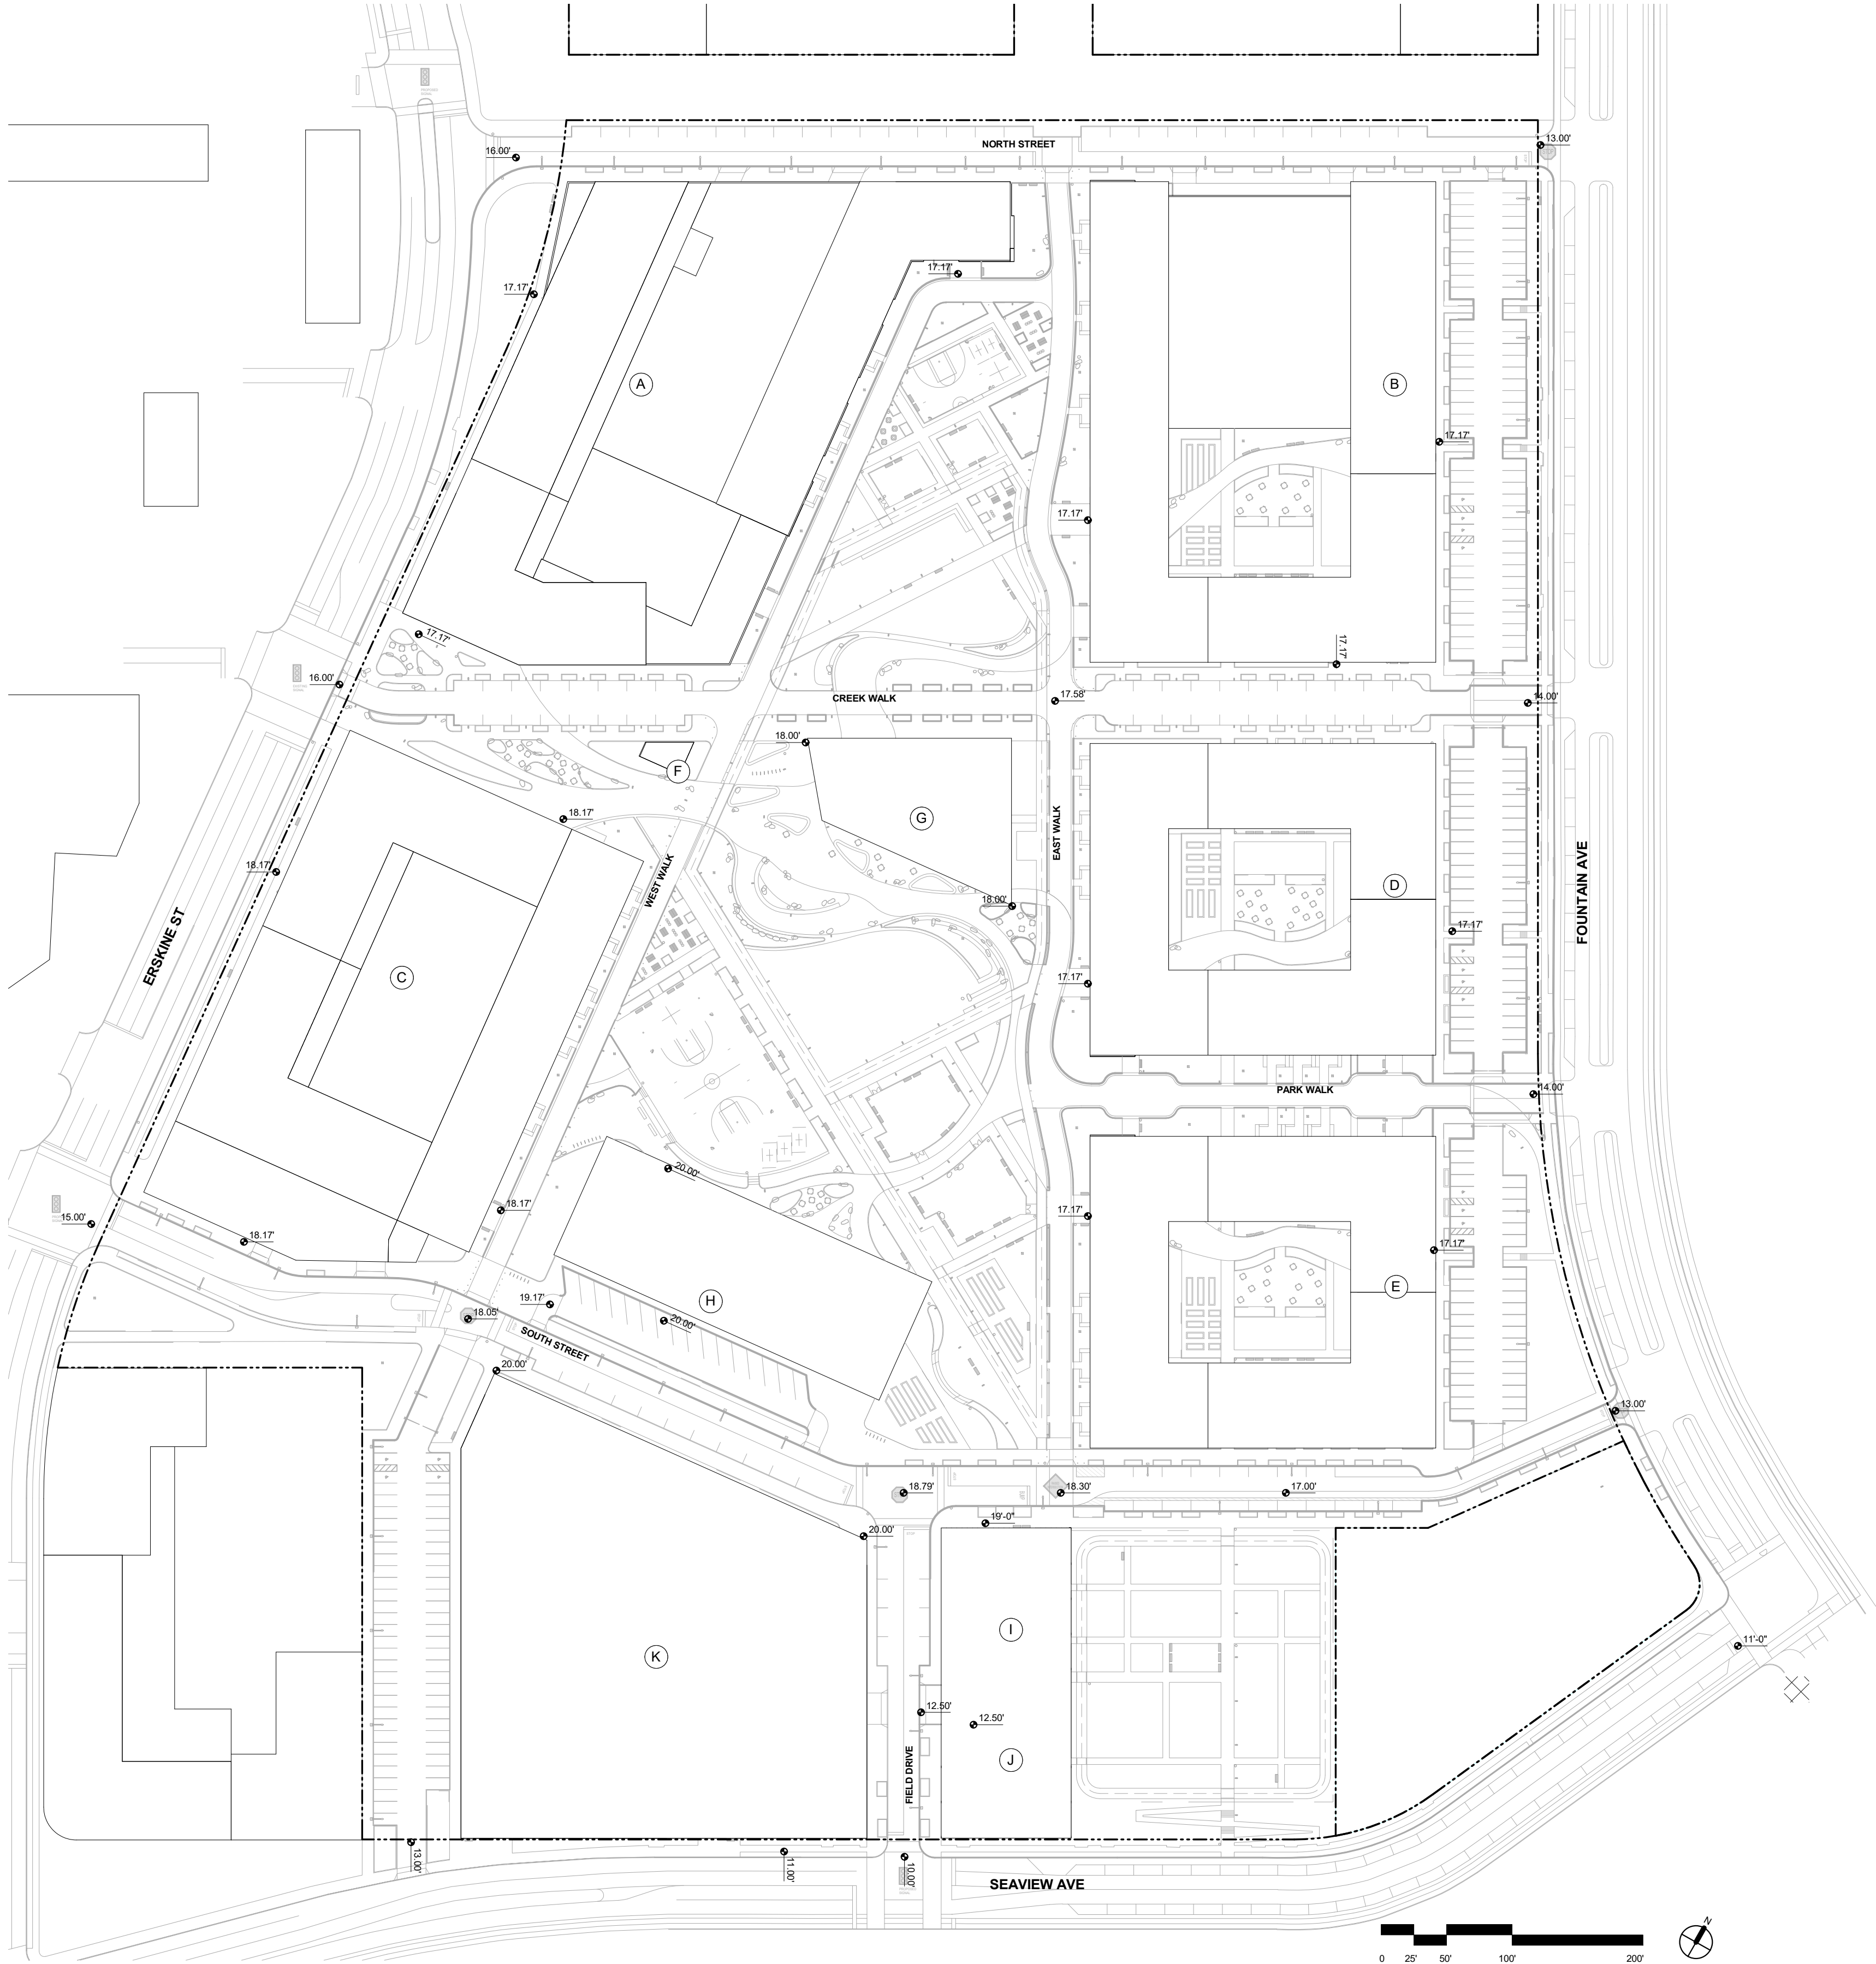 NORTH STREET
16.00'
13.00'
17.17'
17.17'
A
B
17.17'
17.17'
17.17'
17.17'
16.00'
CREEK WALK
17.58'
14.00'
18.00'
F
18.17'
G
EAST WALK
18.17'
WEST WALK
D
FOUNTAIN AVE
18.00'
17.17'
ERSKINE ST
C
17.17'
PARK WALK
14.00'
20.00'
18.17'
15.00'
17.17'
18.17'
17.17'
E
19.17'
H
18.05'
20.00'
SOUTH STREET
20.00'
13.00'
18.79'
18.30'
17.00'
19'-0"
20.00'
I
11'-0"
K
12.50'
12.50'
J
FIELD DRIVE
13.00'
11.00'
10.00'
SEAVIEW AVE
N
0 25' 50' 100' 200'